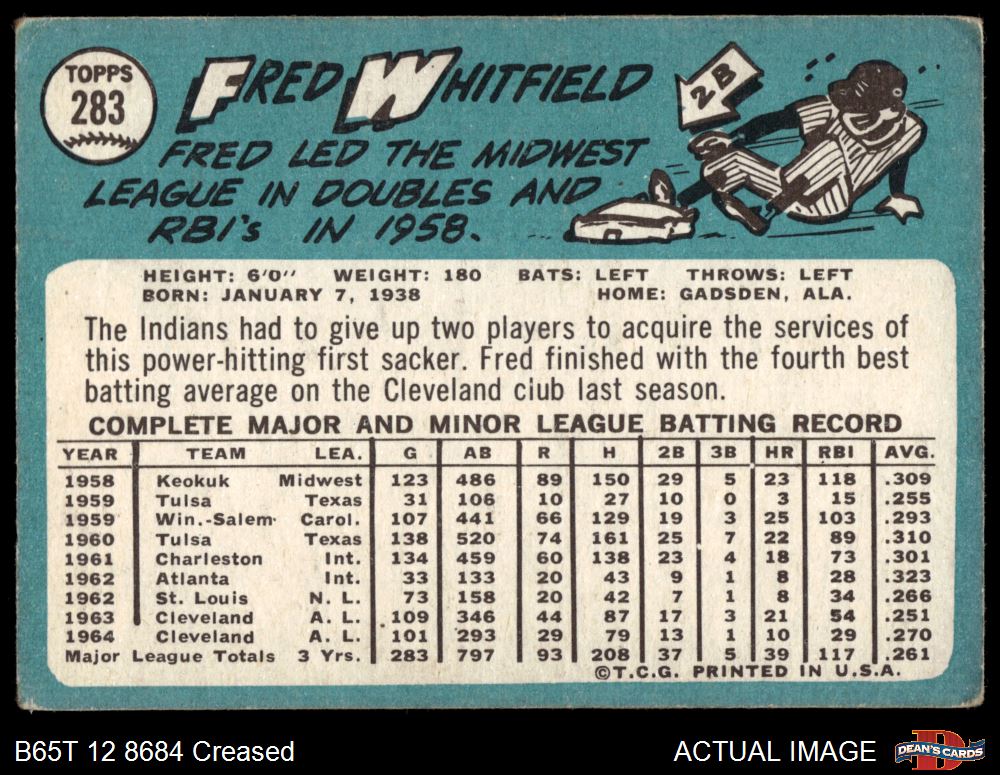 TOPPS
283
FRED WHITFIELD
2B
FRED LED THE MIDWEST
LEAGUE IN DOUBLES AND
RBI's IN 1958.
HEIGHT: 6'0" WEIGHT: 180 BATS: LEFT THROWS: LEFT
BORN: JANUARY 7, 1938 HOME: GADSDEN, ALA.
The Indians had to give up two players to acquire the services of
this power-hitting first sacker. Fred finished with the fourth best
batting average on the Cleveland club last season.
COMPLETE MAJOR AND MINOR LEAGUE BATTING RECORD
YEAR TEAM LEA. G AB R H 2B 3B HR RBI AVG.
1958 Keokuk Midwest 123 486 89 150 29 5 23 118 .309
1959 Tulsa Texas 31 106 10 27 10 0 3 15 .255
1959 Win.-Salem Carol. 107 441 66 129 19 3 25 103 .293
1960 Tulsa Texas 138 520 74 161 25 7 22 89 .310
1961 Charleston Int. 134 459 60 138 23 4 18 73 .301
1962 Atlanta Int. 33 133 20 43 9 1 8 28 .323
1962 St. Louis N. L. 73 158 20 42 7 1 8 34 .266
1963 Cleveland A. L. 109 346 44 87 17 3 21 54 .251
1964 Cleveland A. L. 101 293 29 79 13 1 10 29 .270
Major League Totals 3 Yrs. 283 797 93 208 37 5 39 117 .261
©T.C.G. PRINTED IN U.S.A.
B65T 12 8684 Creased
ACTUAL IMAGE
DEAN'S CARDS